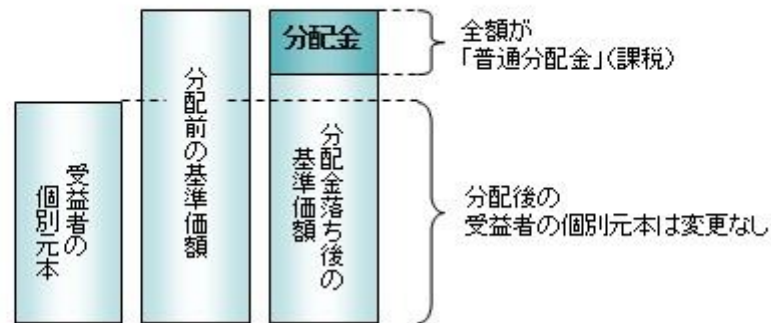 受益者の
個別元本
分配前の基準価額
分配金
分配金落ち後の
基準価額
全額が
「普通分配金」(課税)
分配後の
受益者の個別元本は変更なし